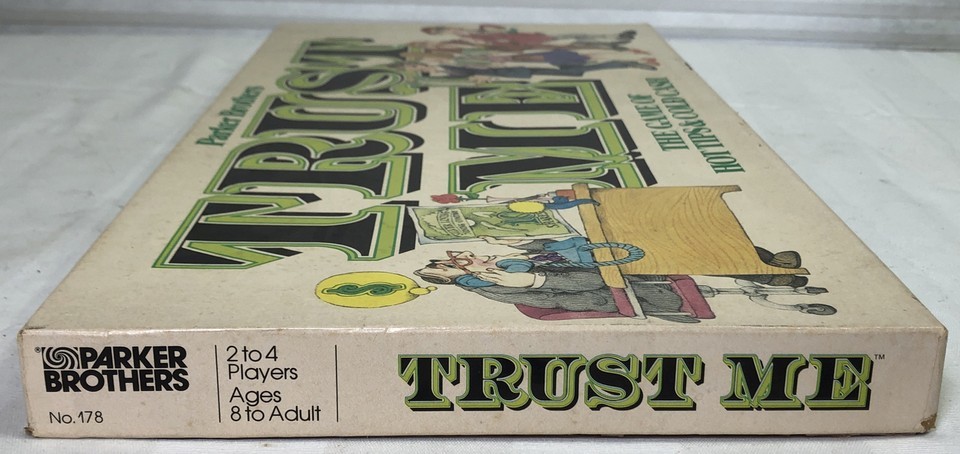 Parker Brothers
TRUST
ME
THE GAME OF
HOT TIPS & COLD CASH
$
PARKER
BROTHERS
No. 178
2 to 4
Players
Ages
8 to Adult
TRUST ME™